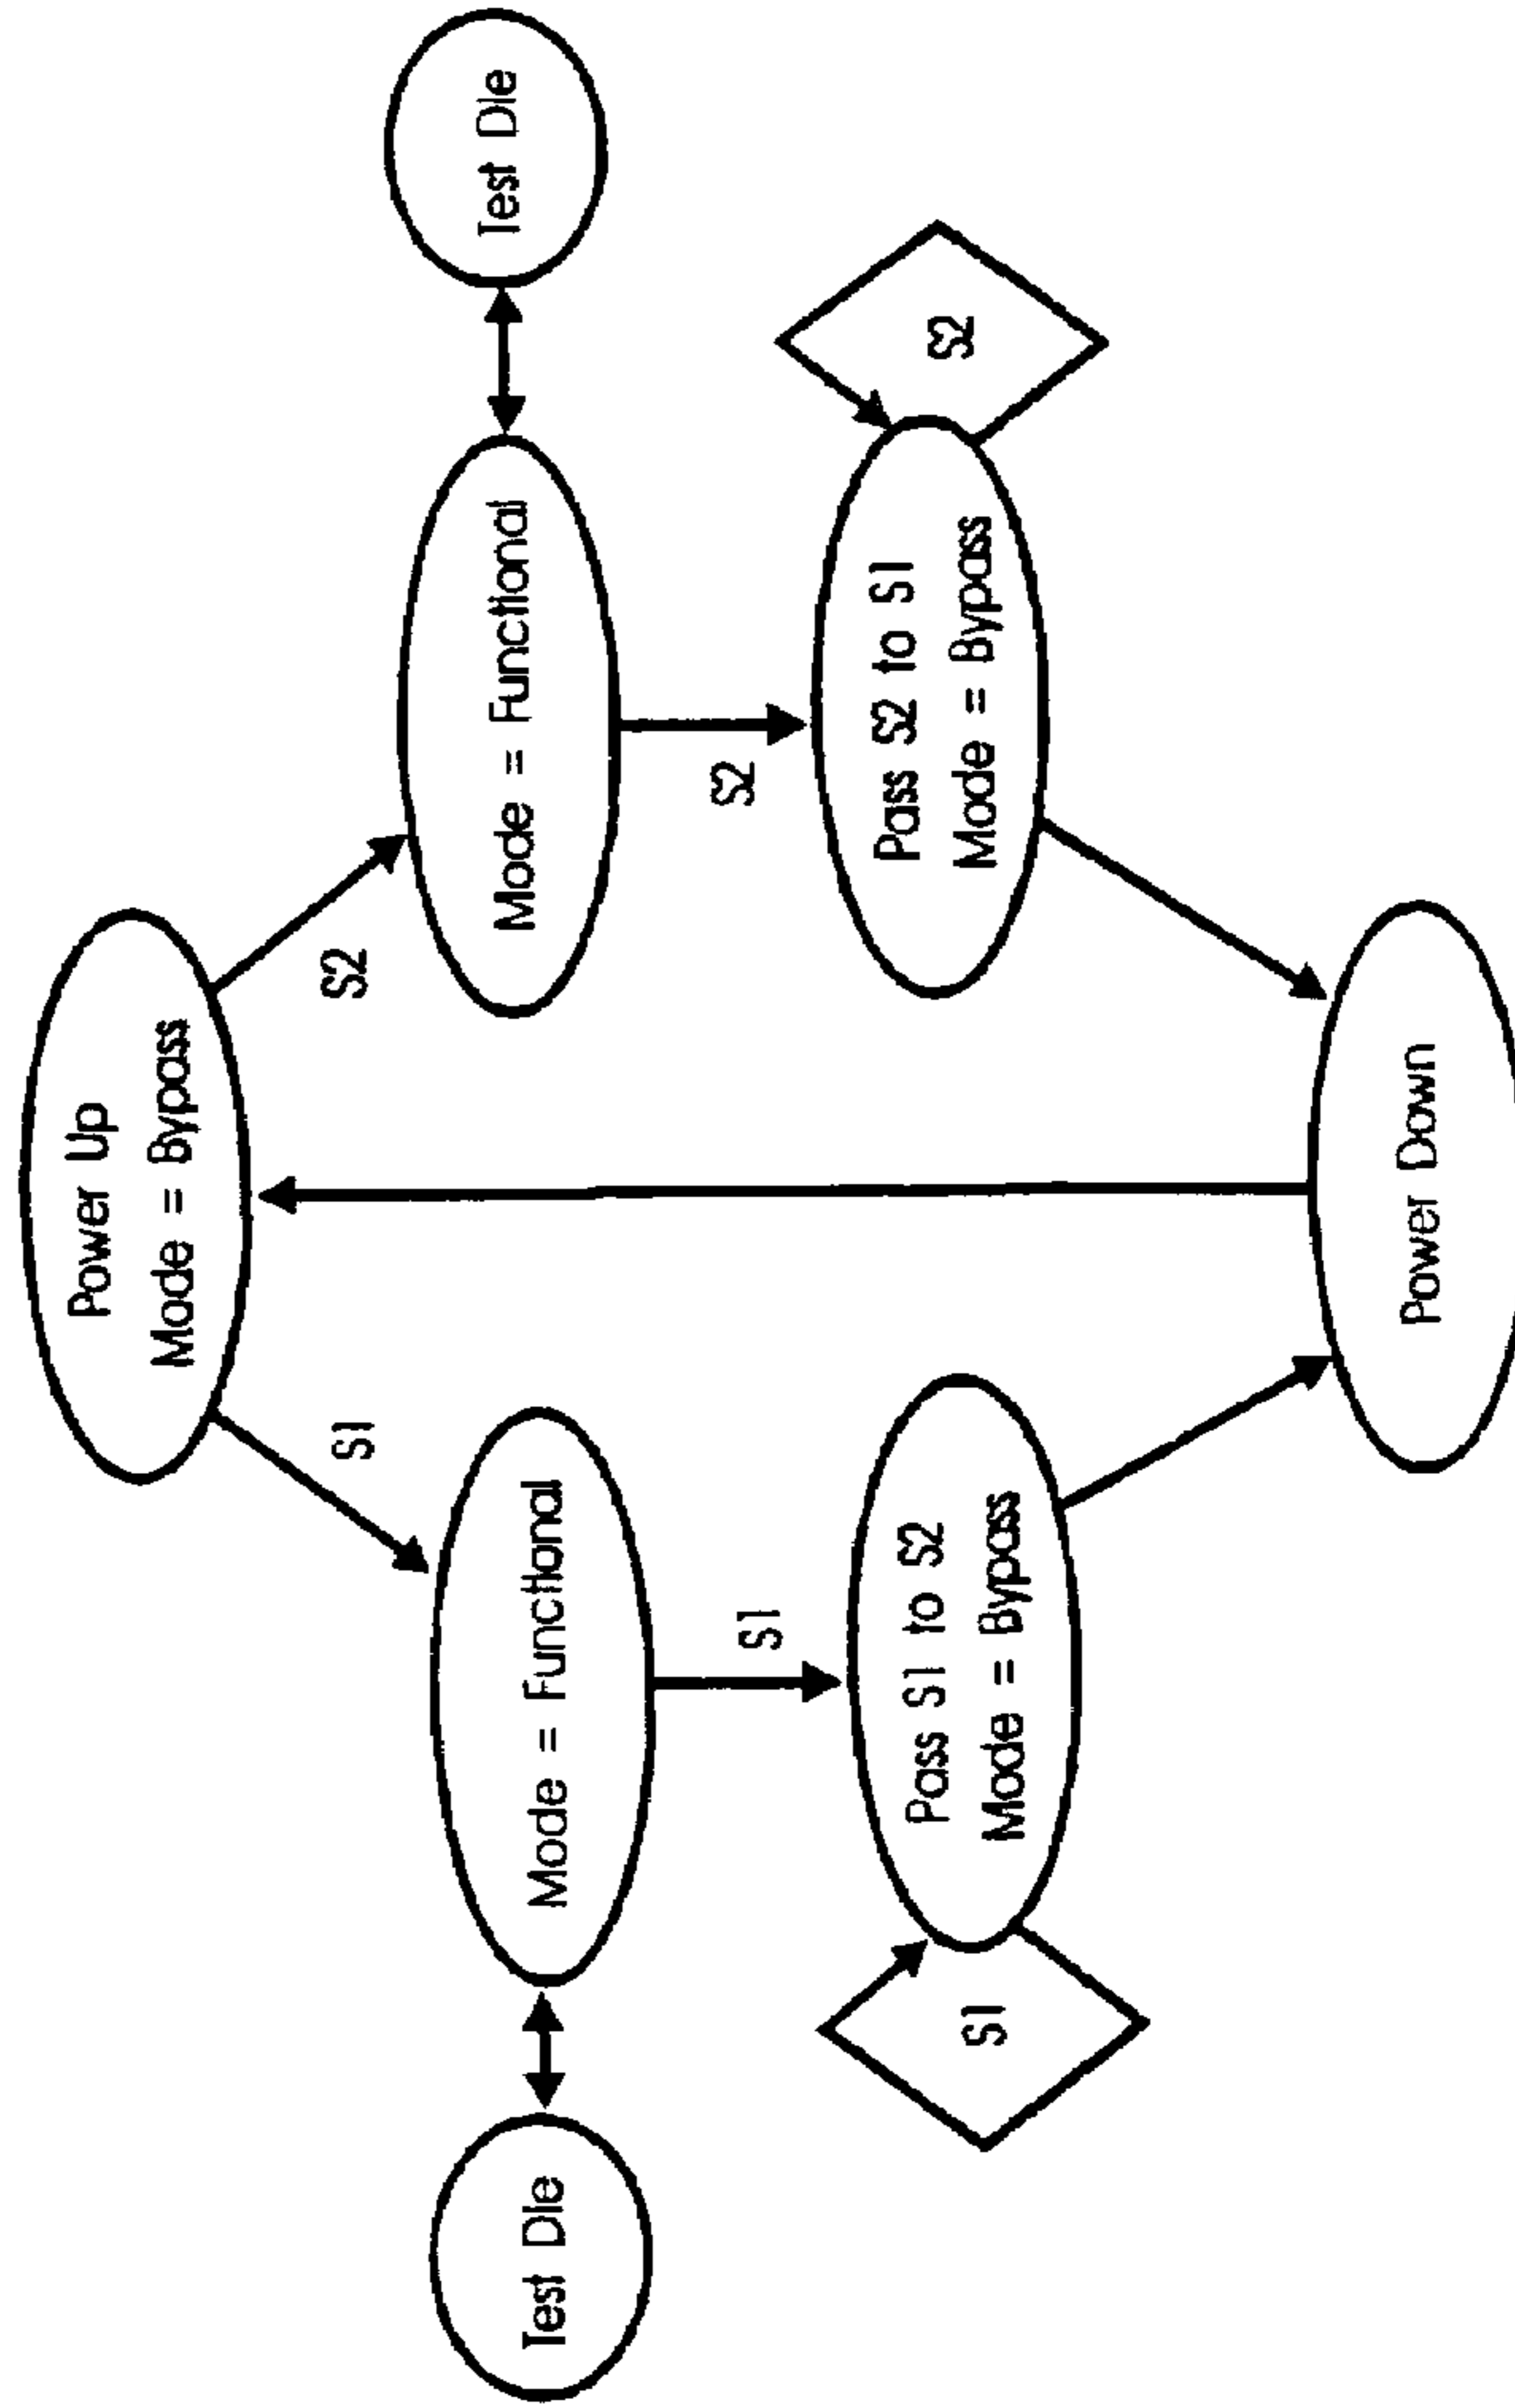 Power Up
Mode = Bypass
S1
S2
Test Die
Mode = Functional
Mode = Functional
Test Die
S1
S2
S1
Pass S1 to S2
Mode = Bypass
Pass S2 to S1
Mode = Bypass
S2
Power Down